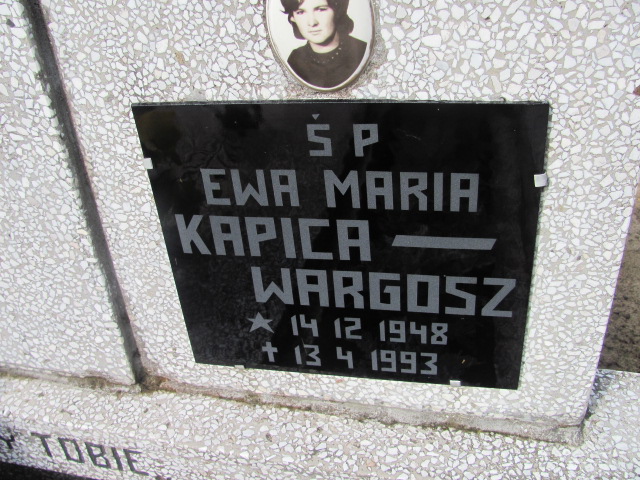 Ś P
EWA MARIA
KAPICA —
WARGOSZ
★ 14 12 1948
✝ 13 4 1993
Y TOBIE